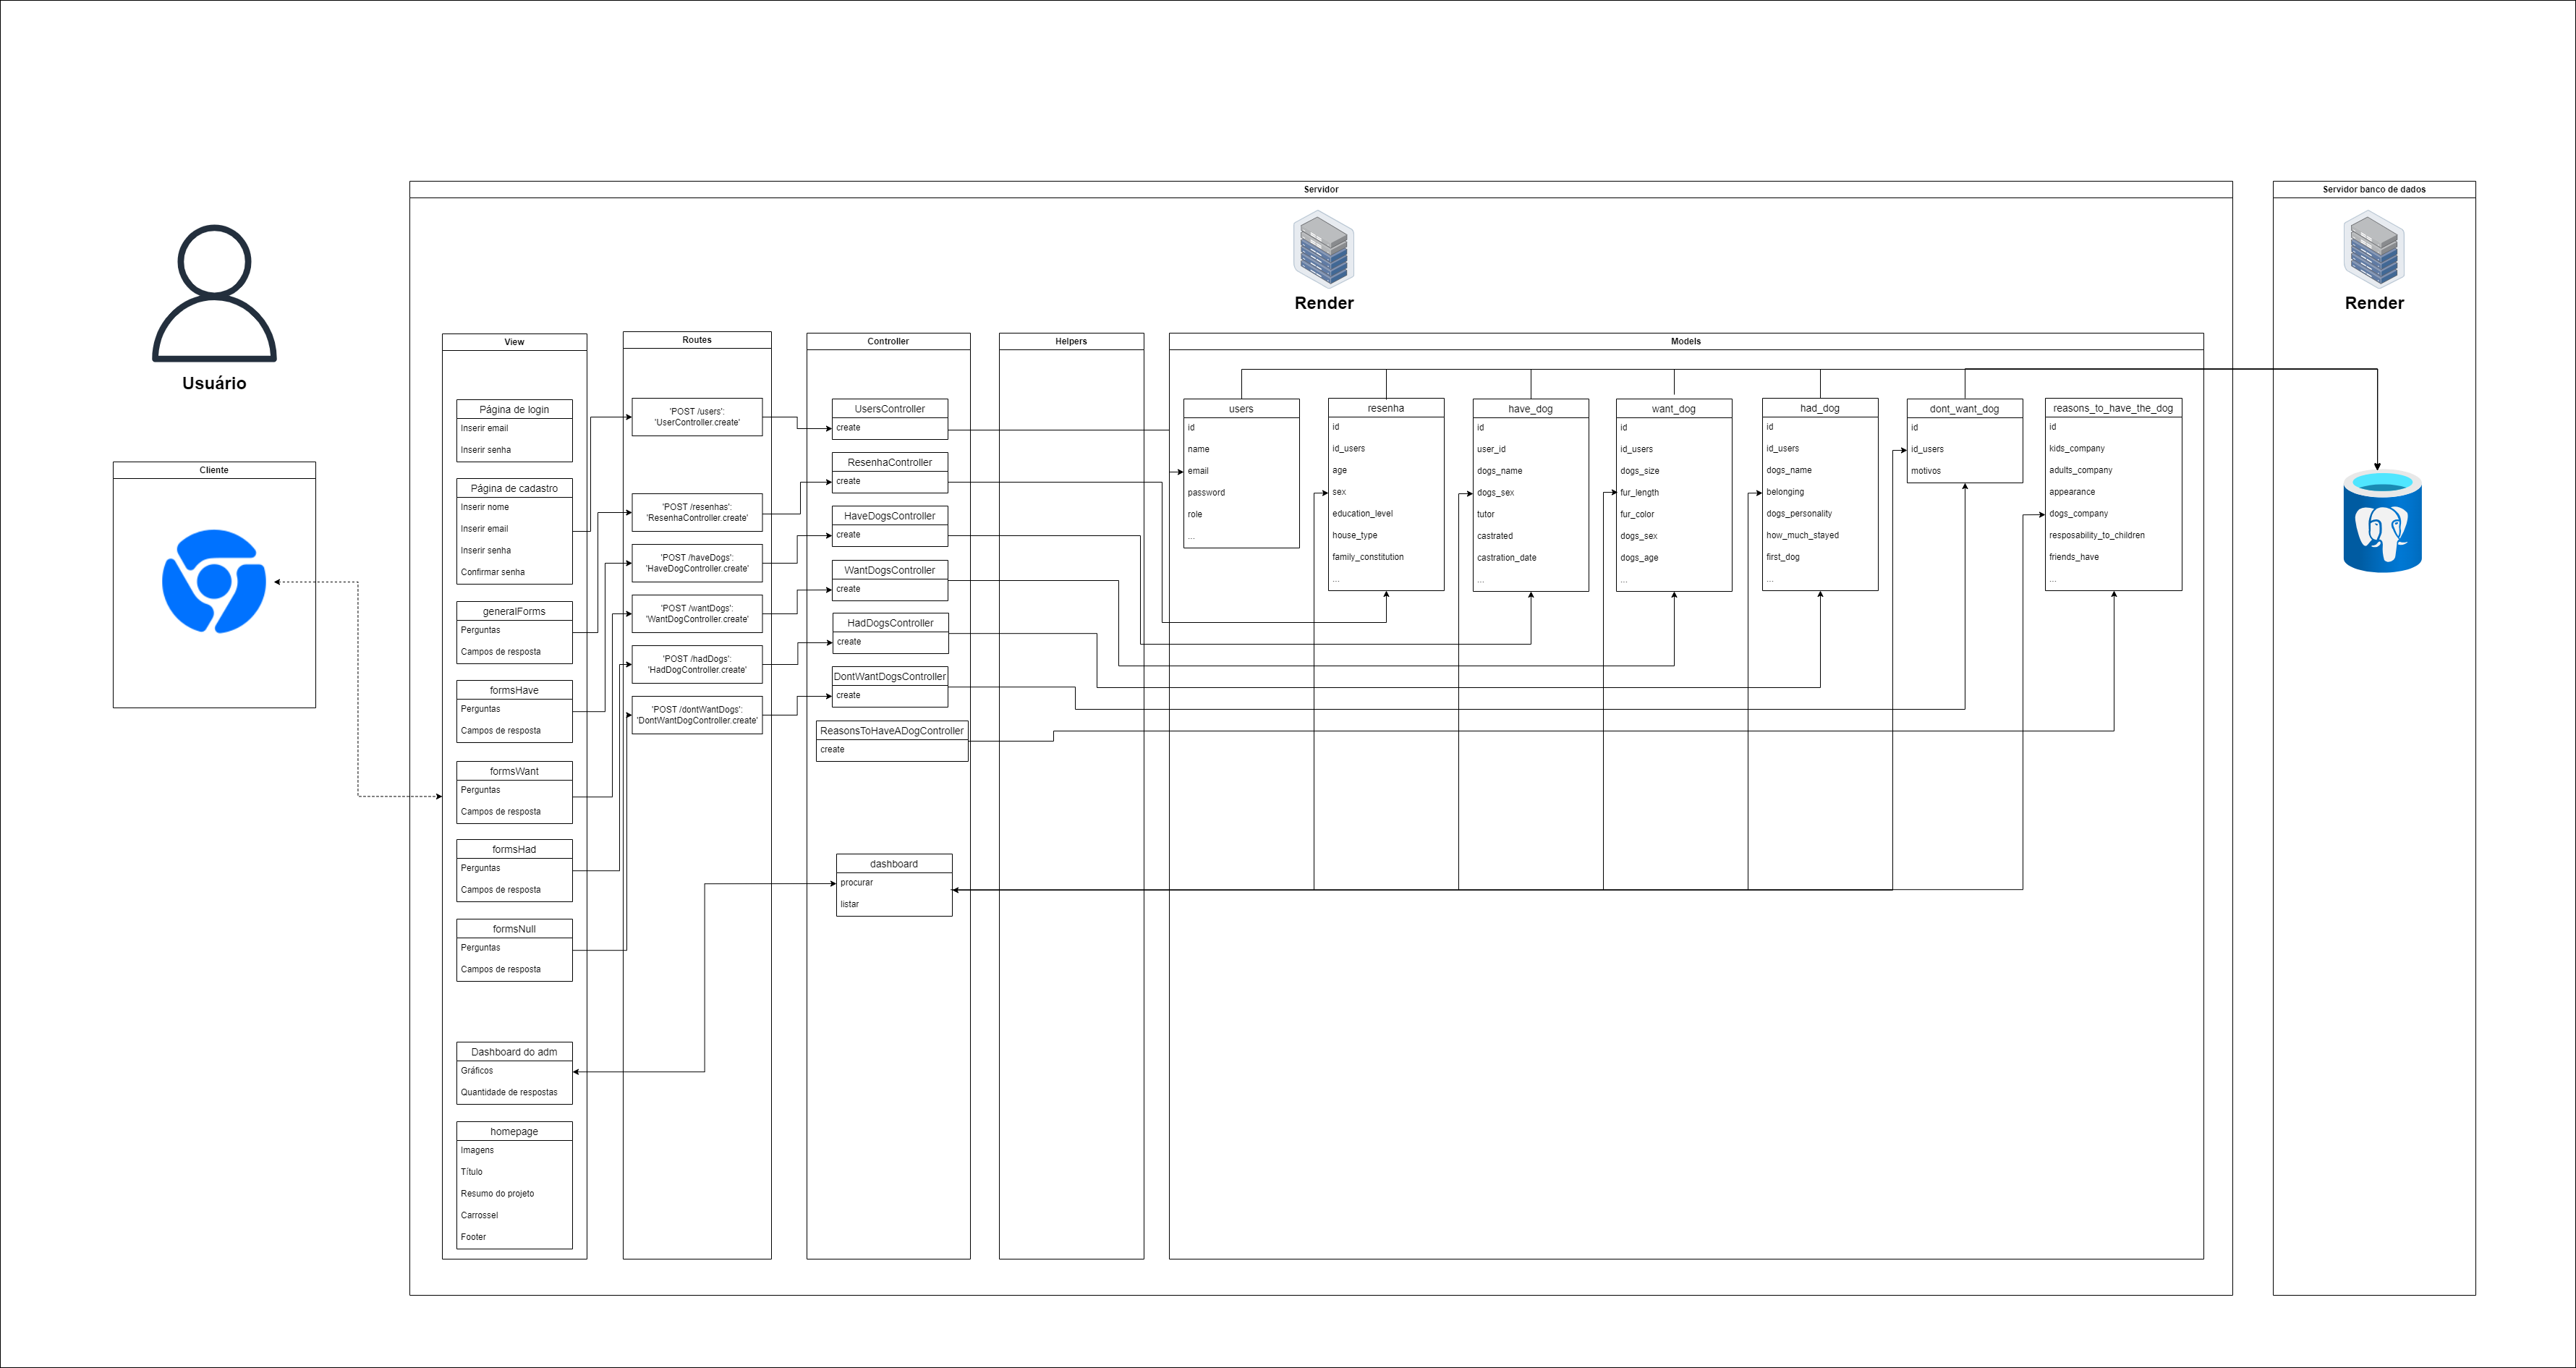 Servidor
Servidor banco de dados
Render
Render
Usuário
Cliente
View
Página de login
Inserir email
Inserir senha
Página de cadastro
Inserir nome
Inserir email
Inserir senha
Confirmar senha
generalForms
Perguntas
Campos de resposta
formsHave
Perguntas
Campos de resposta
formsWant
Perguntas
Campos de resposta
formsHad
Perguntas
Campos de resposta
formsNull
Perguntas
Campos de resposta
Dashboard do adm
Gráficos
Quantidade de respostas
homepage
Imagens
Título
Resumo do projeto
Carrossel
Footer
Routes
'POST /users':
'UserController.create'
'POST /resenhas':
'ResenhaController.create'
'POST /haveDogs':
'HaveDogController.create'
'POST /wantDogs':
'WantDogController.create'
'POST /hadDogs':
'HadDogController.create'
'POST /dontWantDogs':
'DontWantDogController.create'
Controller
UsersController
create
ResenhaController
create
HaveDogsController
create
WantDogsController
create
HadDogsController
create
DontWantDogsController
create
ReasonsToHaveADogController
create
dashboard
procurar
listar
Helpers
Models
users
id
name
email
password
role
...
resenha
id
id_users
age
sex
education_level
house_type
family_constitution
...
have_dog
id
user_id
dogs_name
dogs_sex
tutor
castrated
castration_date
...
want_dog
id
id_users
dogs_size
fur_length
fur_color
dogs_sex
dogs_age
...
had_dog
id
id_users
dogs_name
belonging
dogs_personality
how_much_stayed
first_dog
...
dont_want_dog
id
id_users
motivos
reasons_to_have_the_dog
id
kids_company
adults_company
appearance
dogs_company
resposability_to_children
friends_have
...